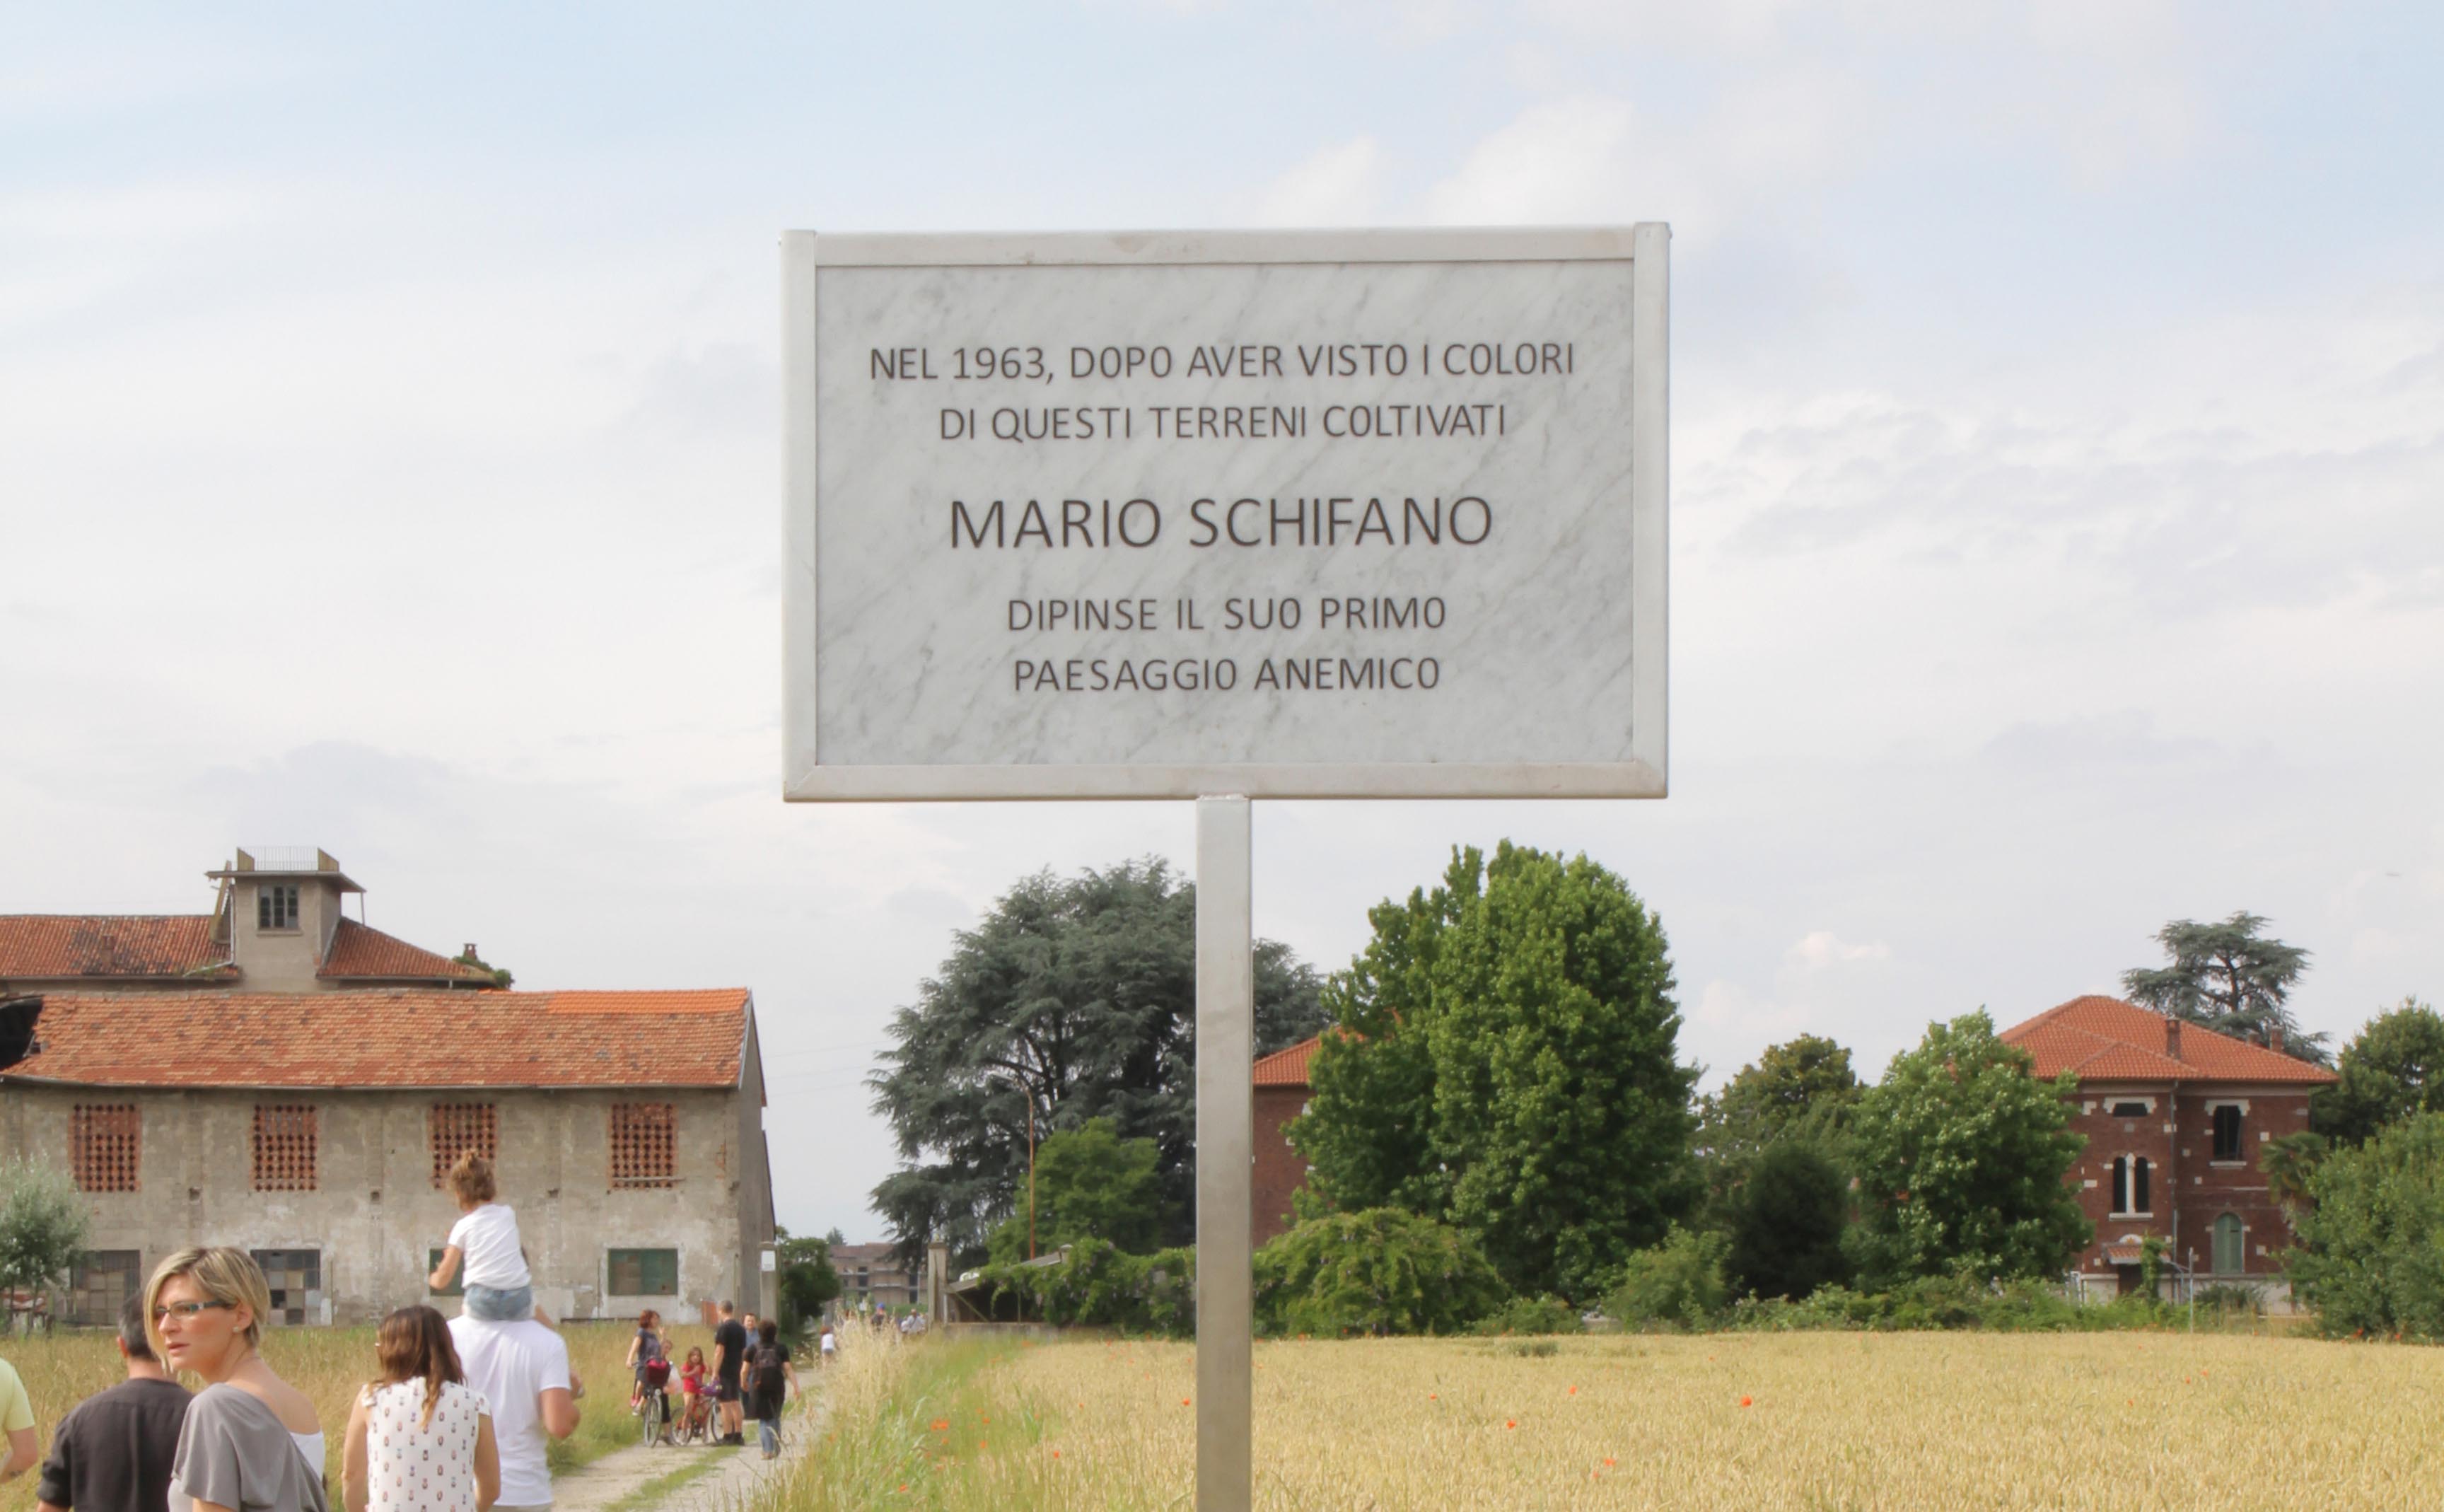 NEL 1963, DOPO AVER VISTO I COLORI
DI QUESTI TERRENI COLTIVATI
MARIO SCHIFANO
DIPINSE IL SUO PRIMO
PAESAGGIO ANEMICO